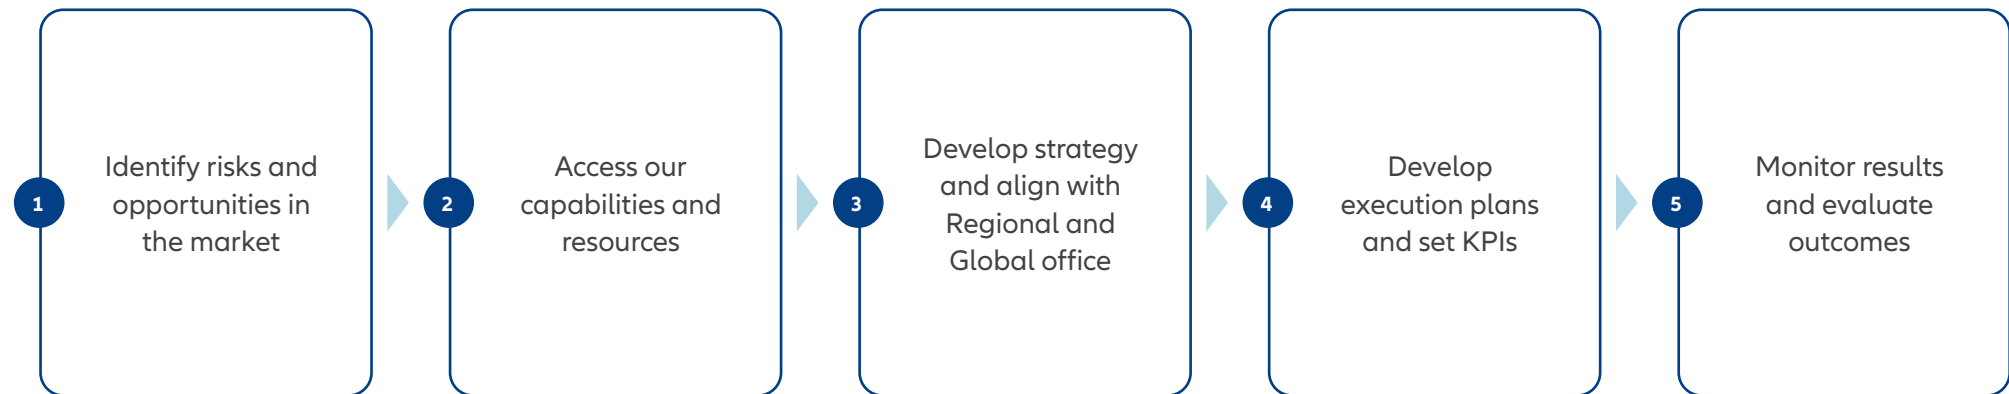 1
Identify risks and
opportunities in
the market
2
Access our
capabilities and
resources
3
Develop strategy
and align with
Regional and
Global office
4
Develop
execution plans
and set KPIs
5
Monitor results
and evaluate
outcomes